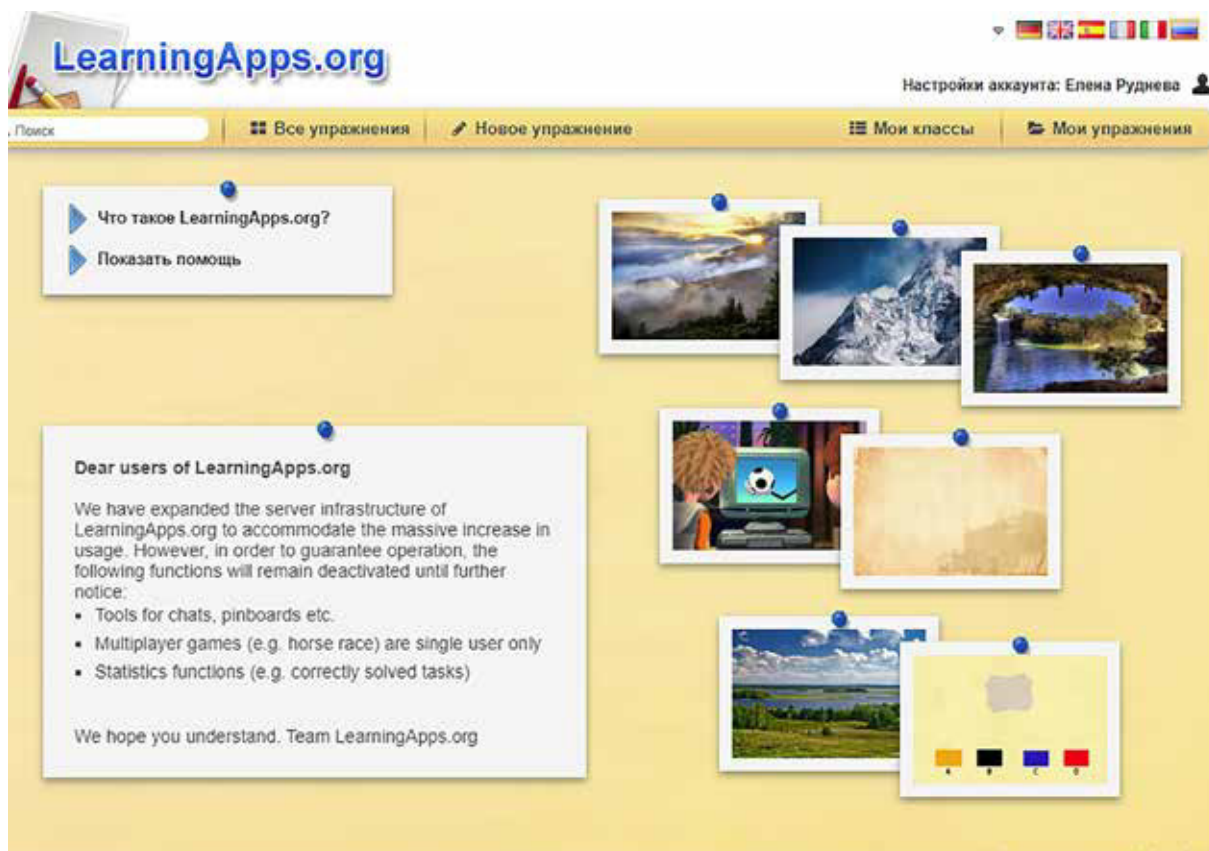 LearningApps.org
Настройки аккаунта: Елена Руднева
Поиск
Все упражнения
Новое упражнение
Мои классы
Мои упражнения
Что такое LearningApps.org?
Показать помощь
Dear users of LearningApps.org
We have expanded the server infrastructure of
LearningApps.org to accommodate the massive increase in
usage. However, in order to guarantee operation, the
following functions will remain deactivated until further
notice:
• Tools for chats, pinboards etc.
• Multiplayer games (e.g. horse race) are single user only
• Statistics functions (e.g. correctly solved tasks)
We hope you understand. Team LearningApps.org
A B C D